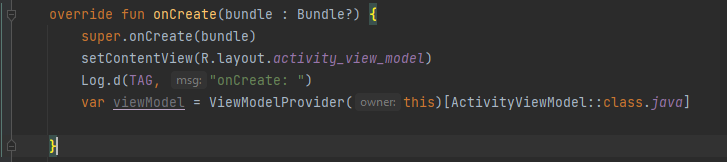 override fun onCreate(bundle : Bundle?) {
super.onCreate(bundle)
setContentView(R.layout.activity_view_model)
Log.d(TAG, msg: "onCreate: ")
var viewModel = ViewModelProvider( owner: this)[ActivityViewModel::class.java]
}